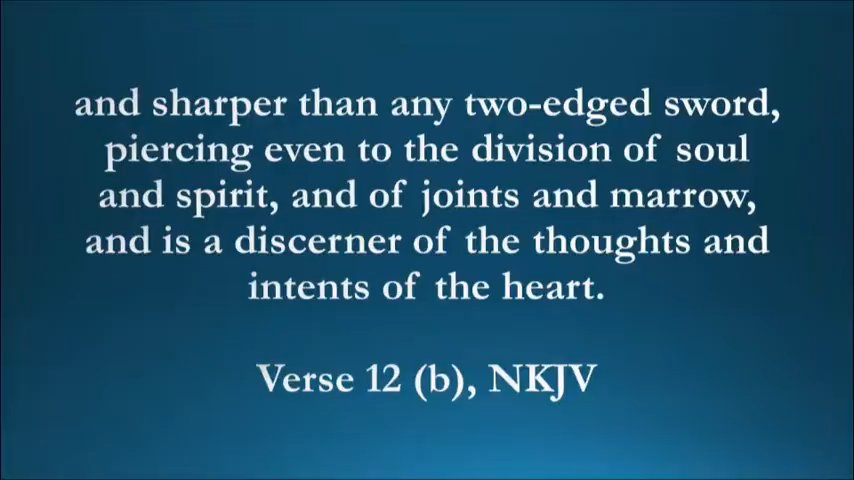 and sharper than any two-edged sword,
piercing even to the division of soul
and spirit, and of joints and marrow,
and is a discerner of the thoughts and
intents of the heart.
Verse 12 (b), NKJV